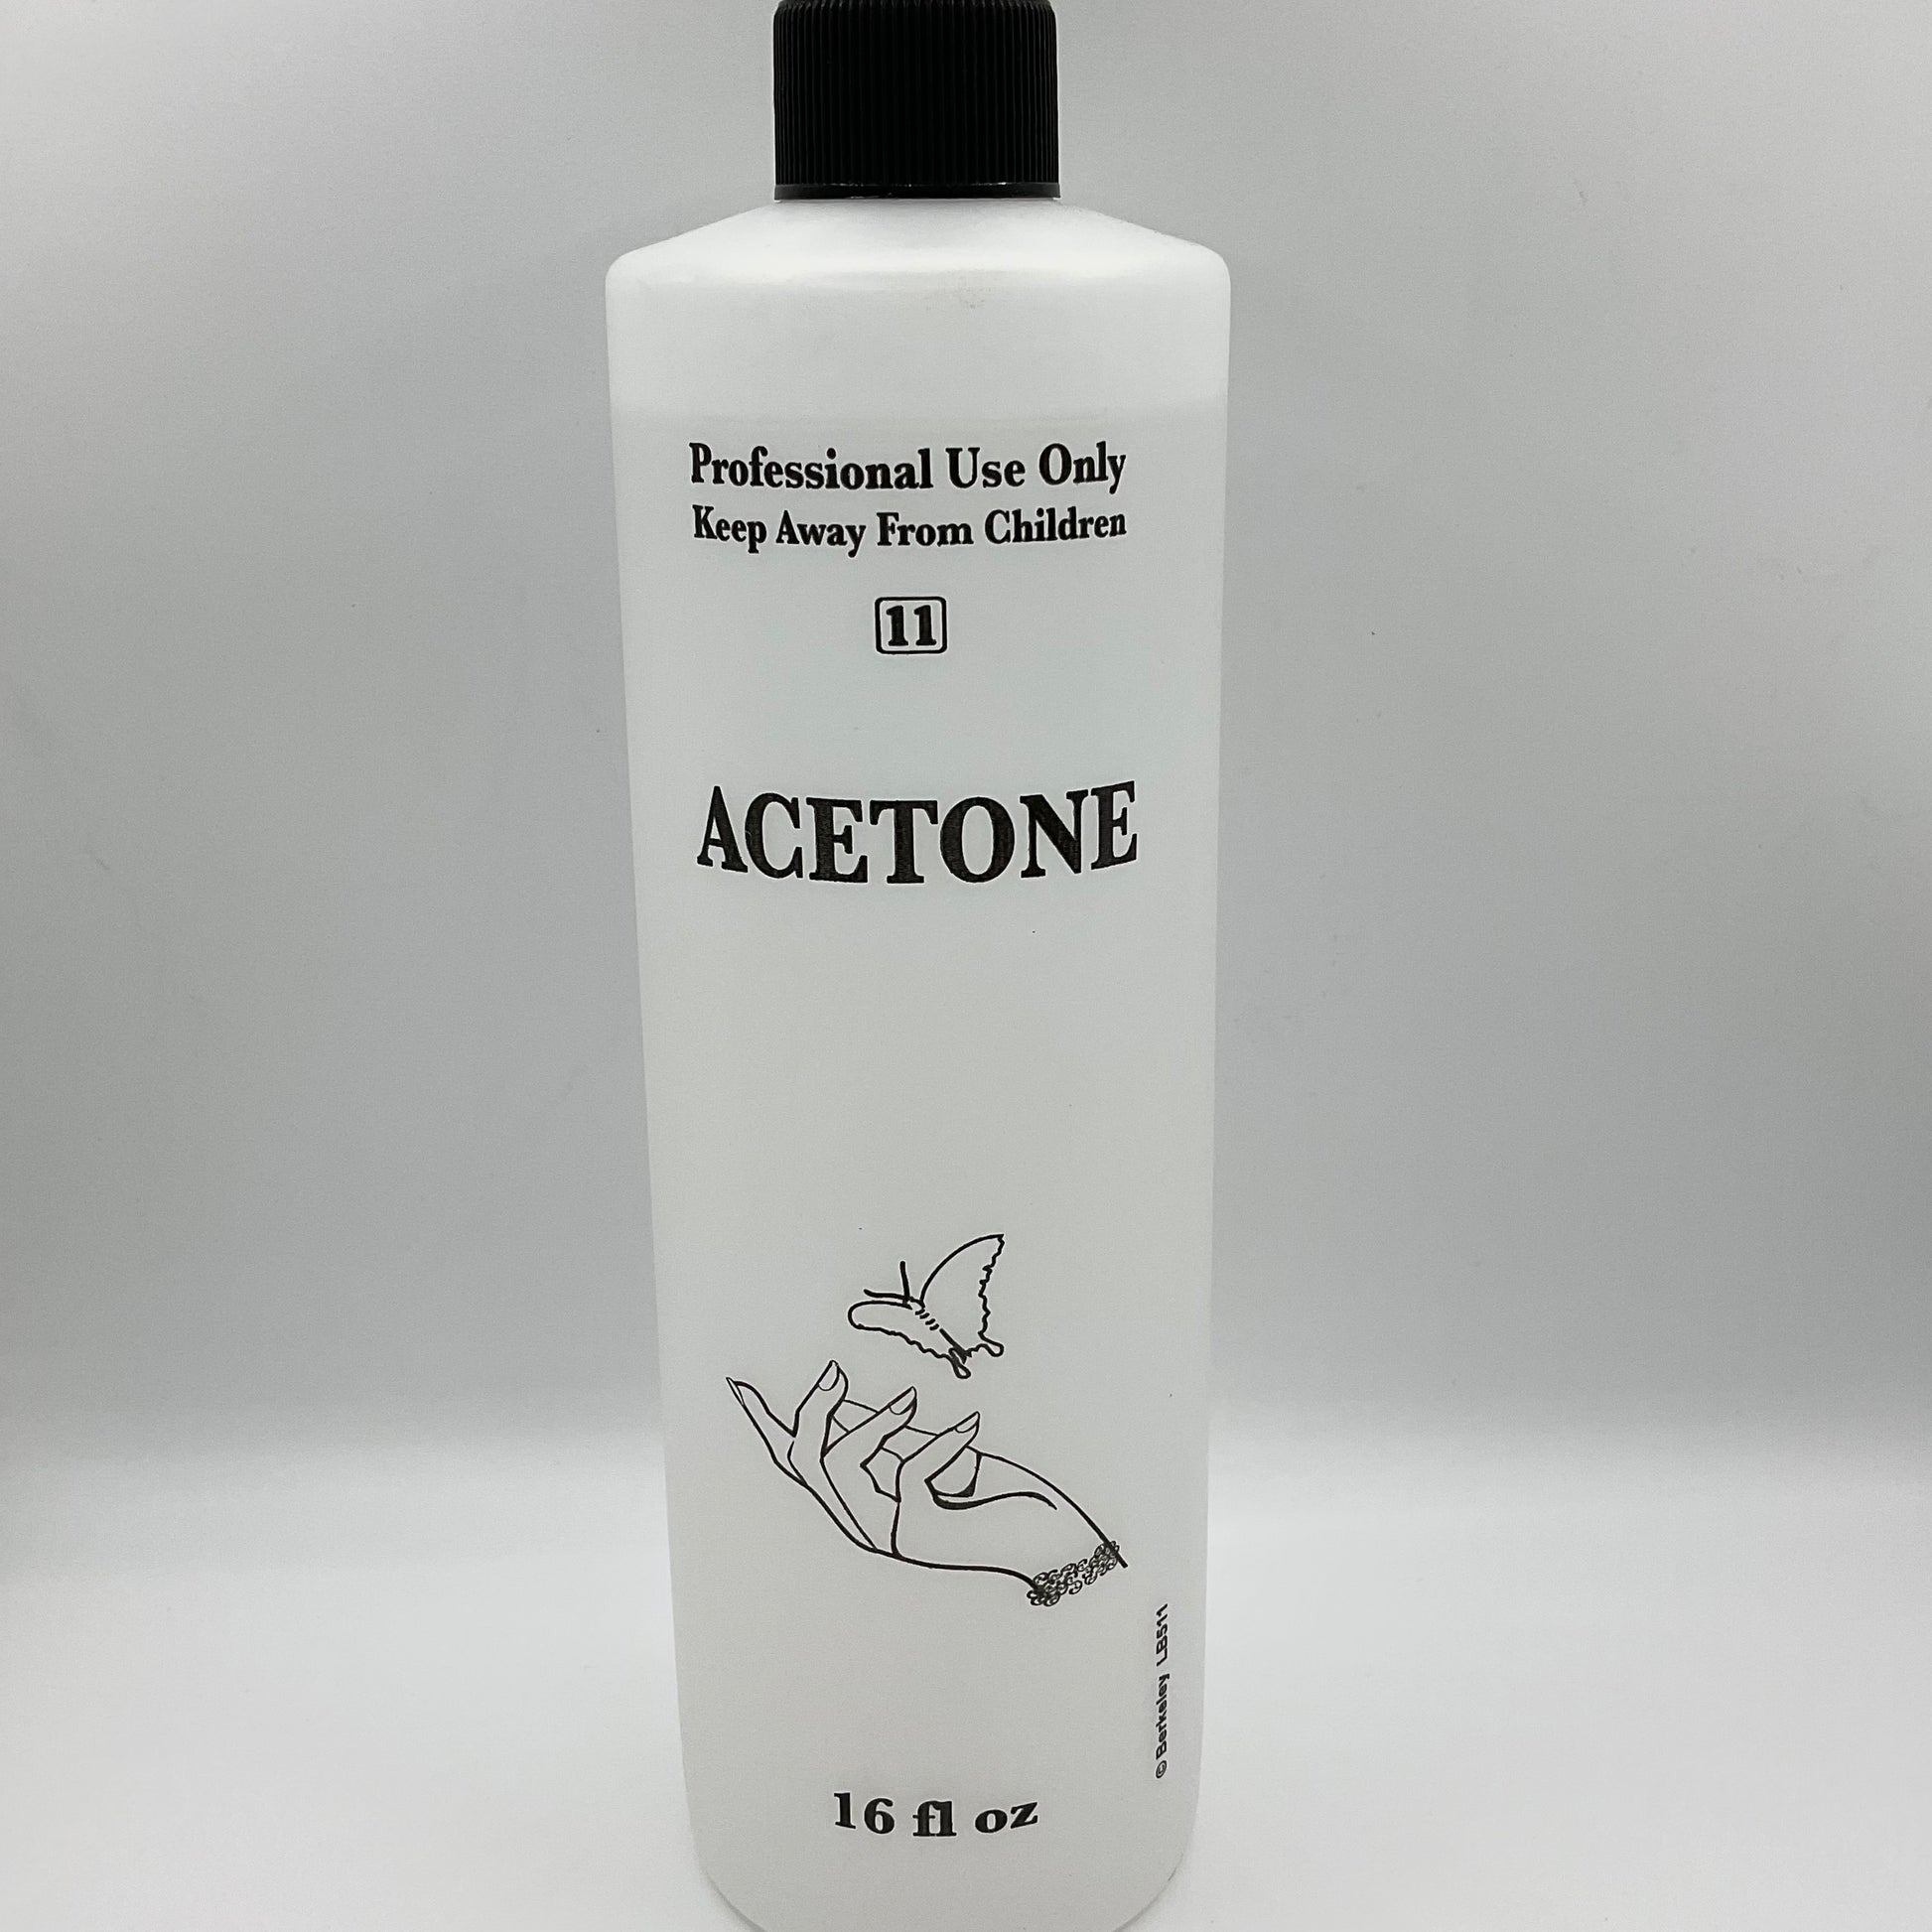 Professional Use Only
Keep Away From Children
11
ACETONE
© Berkeley LB511
16 fl oz